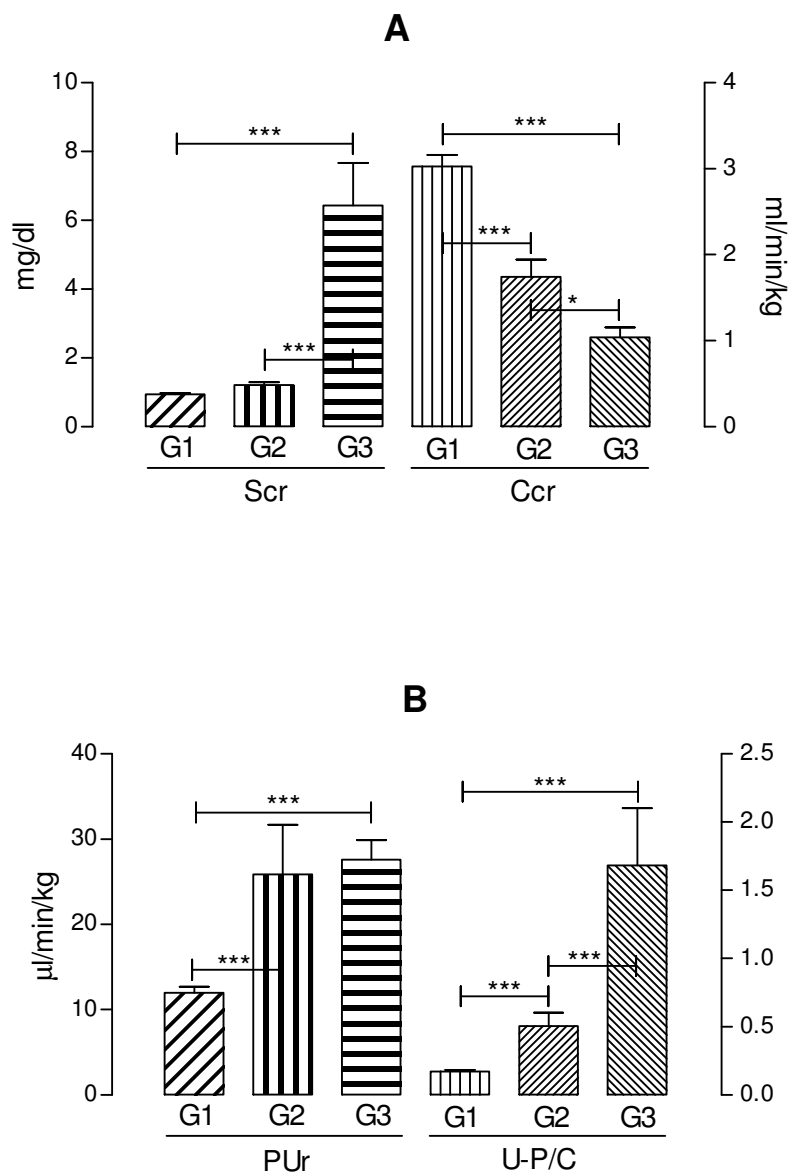 A
10 4
*** ***
8
mg/dl 6 3 ml/min/kg
***
4 2
*
*** 
2 1
0 0
G1 G2 G3 G1 G2 G3
Scr Ccr
B
40 2.5
***
*** 2.0
30
µl/min/kg 1.5
20
*** *** 1.0
***
10 0.5
0 0.0
G1 G2 G3 G1 G2 G3
PUr U-P/C